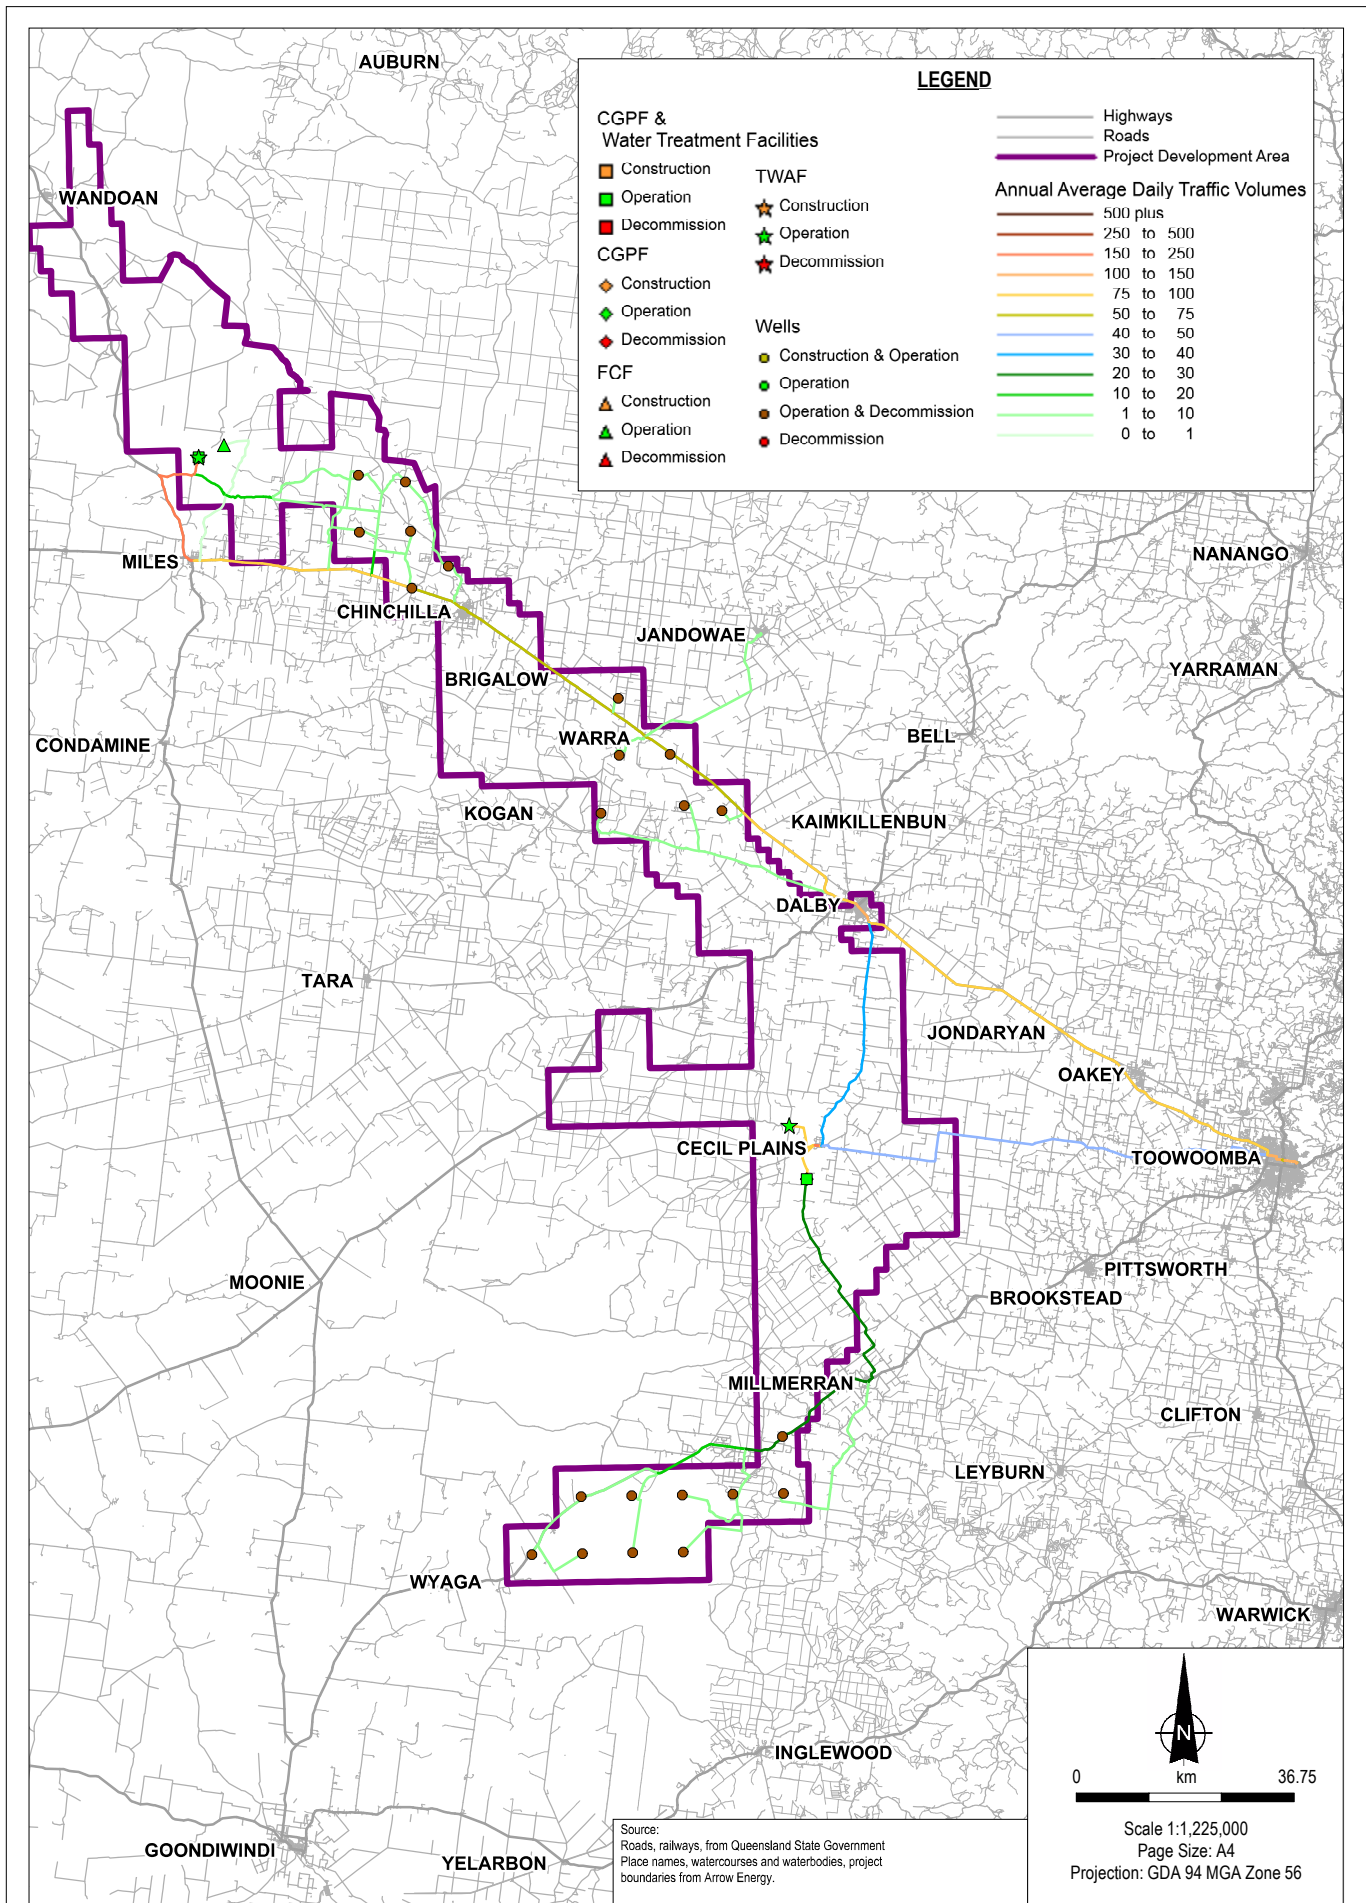 AUBURN
LEGEND
CGPF &
Water Treatment Facilities
Construction
Operation
Decommission
CGPF
Construction
Operation
Decommission
FCF
Construction
Operation
Decommission
TWAF
Construction
Operation
Decommission
Wells
Construction & Operation
Operation
Operation & Decommission
Decommission
Highways
Roads
Project Development Area
Annual Average Daily Traffic Volumes
500 plus
250 to 500
150 to 250
100 to 150
75 to 100
50 to 75
40 to 50
30 to 40
20 to 30
10 to 20
1 to 10
0 to 1
WANDOAN
NANANGO
MILES
CHINCHILLA
JANDOWAE
YARRAMAN
BRIGALOW
CONDAMINE
WARRA
BELL
KOGAN
KAIMKILLENBUN
DALBY
TARA
JONDARYAN
OAKEY
CECIL PLAINS
TOOWOOMBA
MOONIE
PITTSWORTH
BROOKSTEAD
MILLMERRAN
CLIFTON
LEYBURN
WYAGA
WARWICK
INGLEWOOD
GOONDIWINDI
YELARBON
N
0 km 36.75
Scale 1:1,225,000
Page Size: A4
Projection: GDA 94 MGA Zone 56
Source:
Roads, railways, from Queensland State Government
Place names, watercourses and waterbodies, project
boundaries from Arrow Energy.